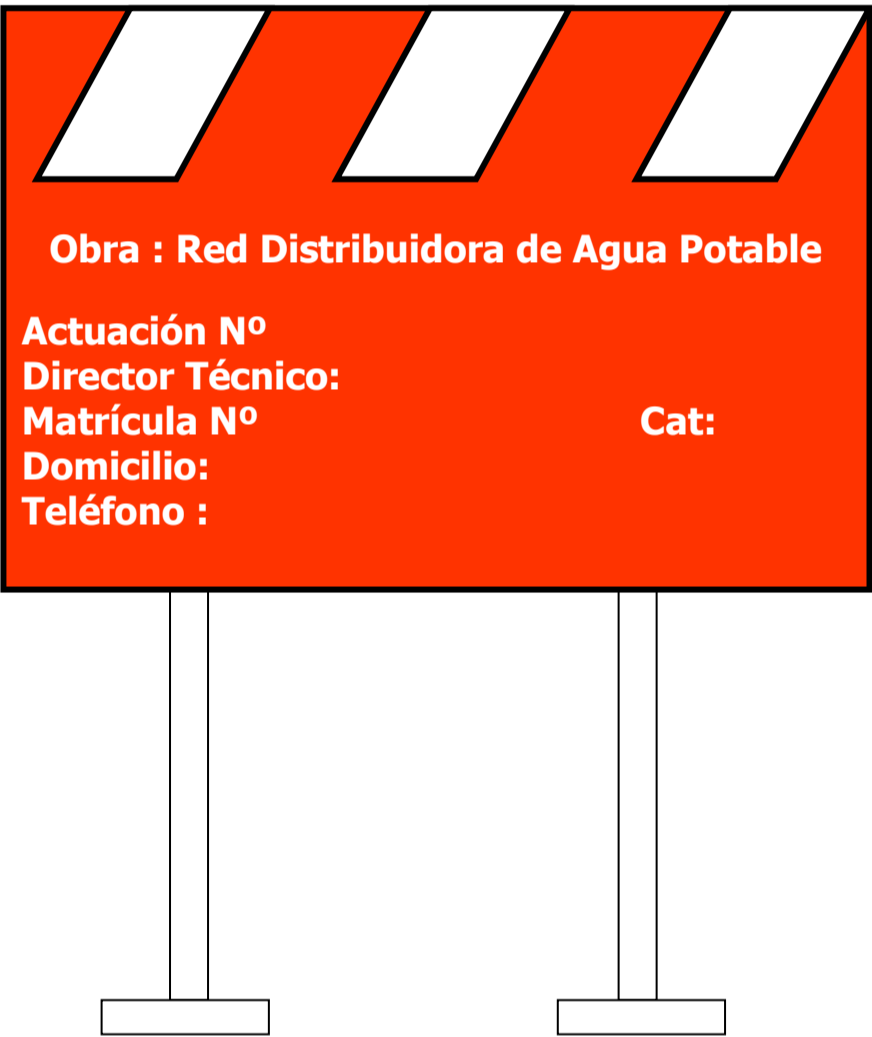 Obra : Red Distribuidora de Agua Potable
Actuación Nº
Director Técnico:
Matrícula Nº Cat:
Domicilio:
Teléfono :